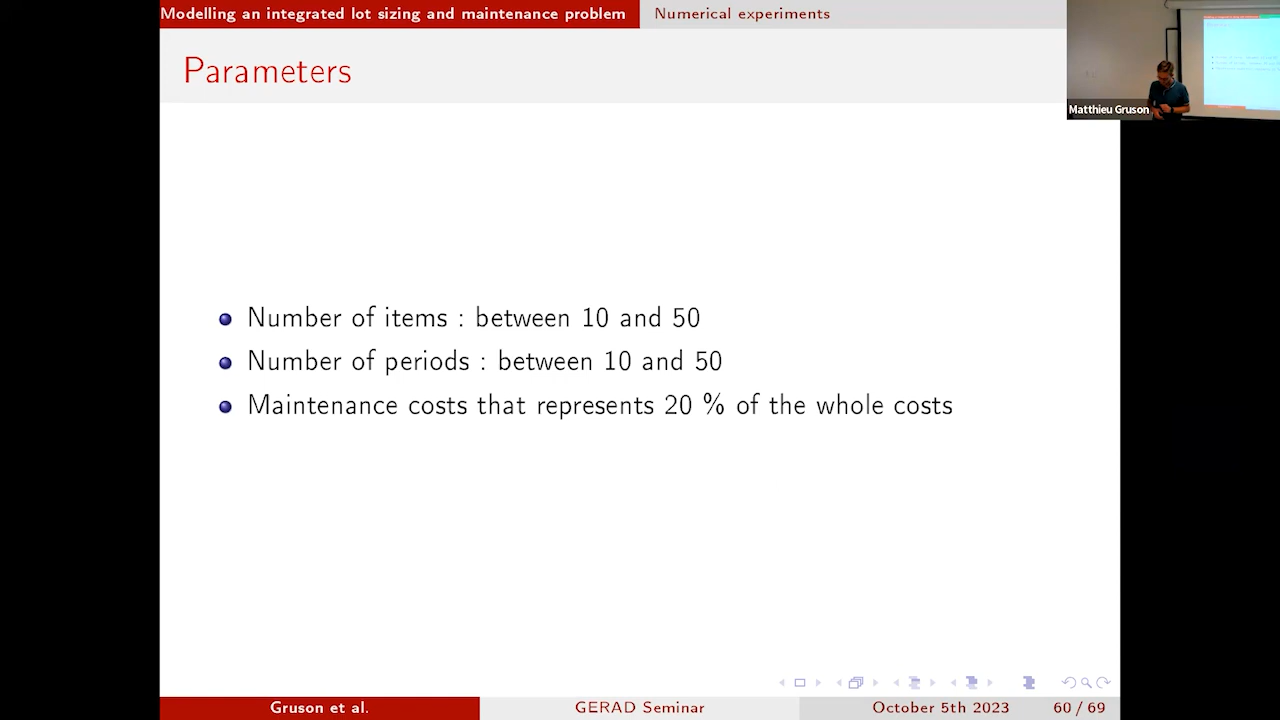 Modelling an integrated lot sizing and maintenance problem
Numerical experiments
Parameters
Matthieu Gruson
Number of items : between 10 and 50
Number of periods : between 10 and 50
Maintenance costs that represents 20 % of the whole costs
Gruson et al.
GERAD Seminar
October 5th 2023
60 / 69